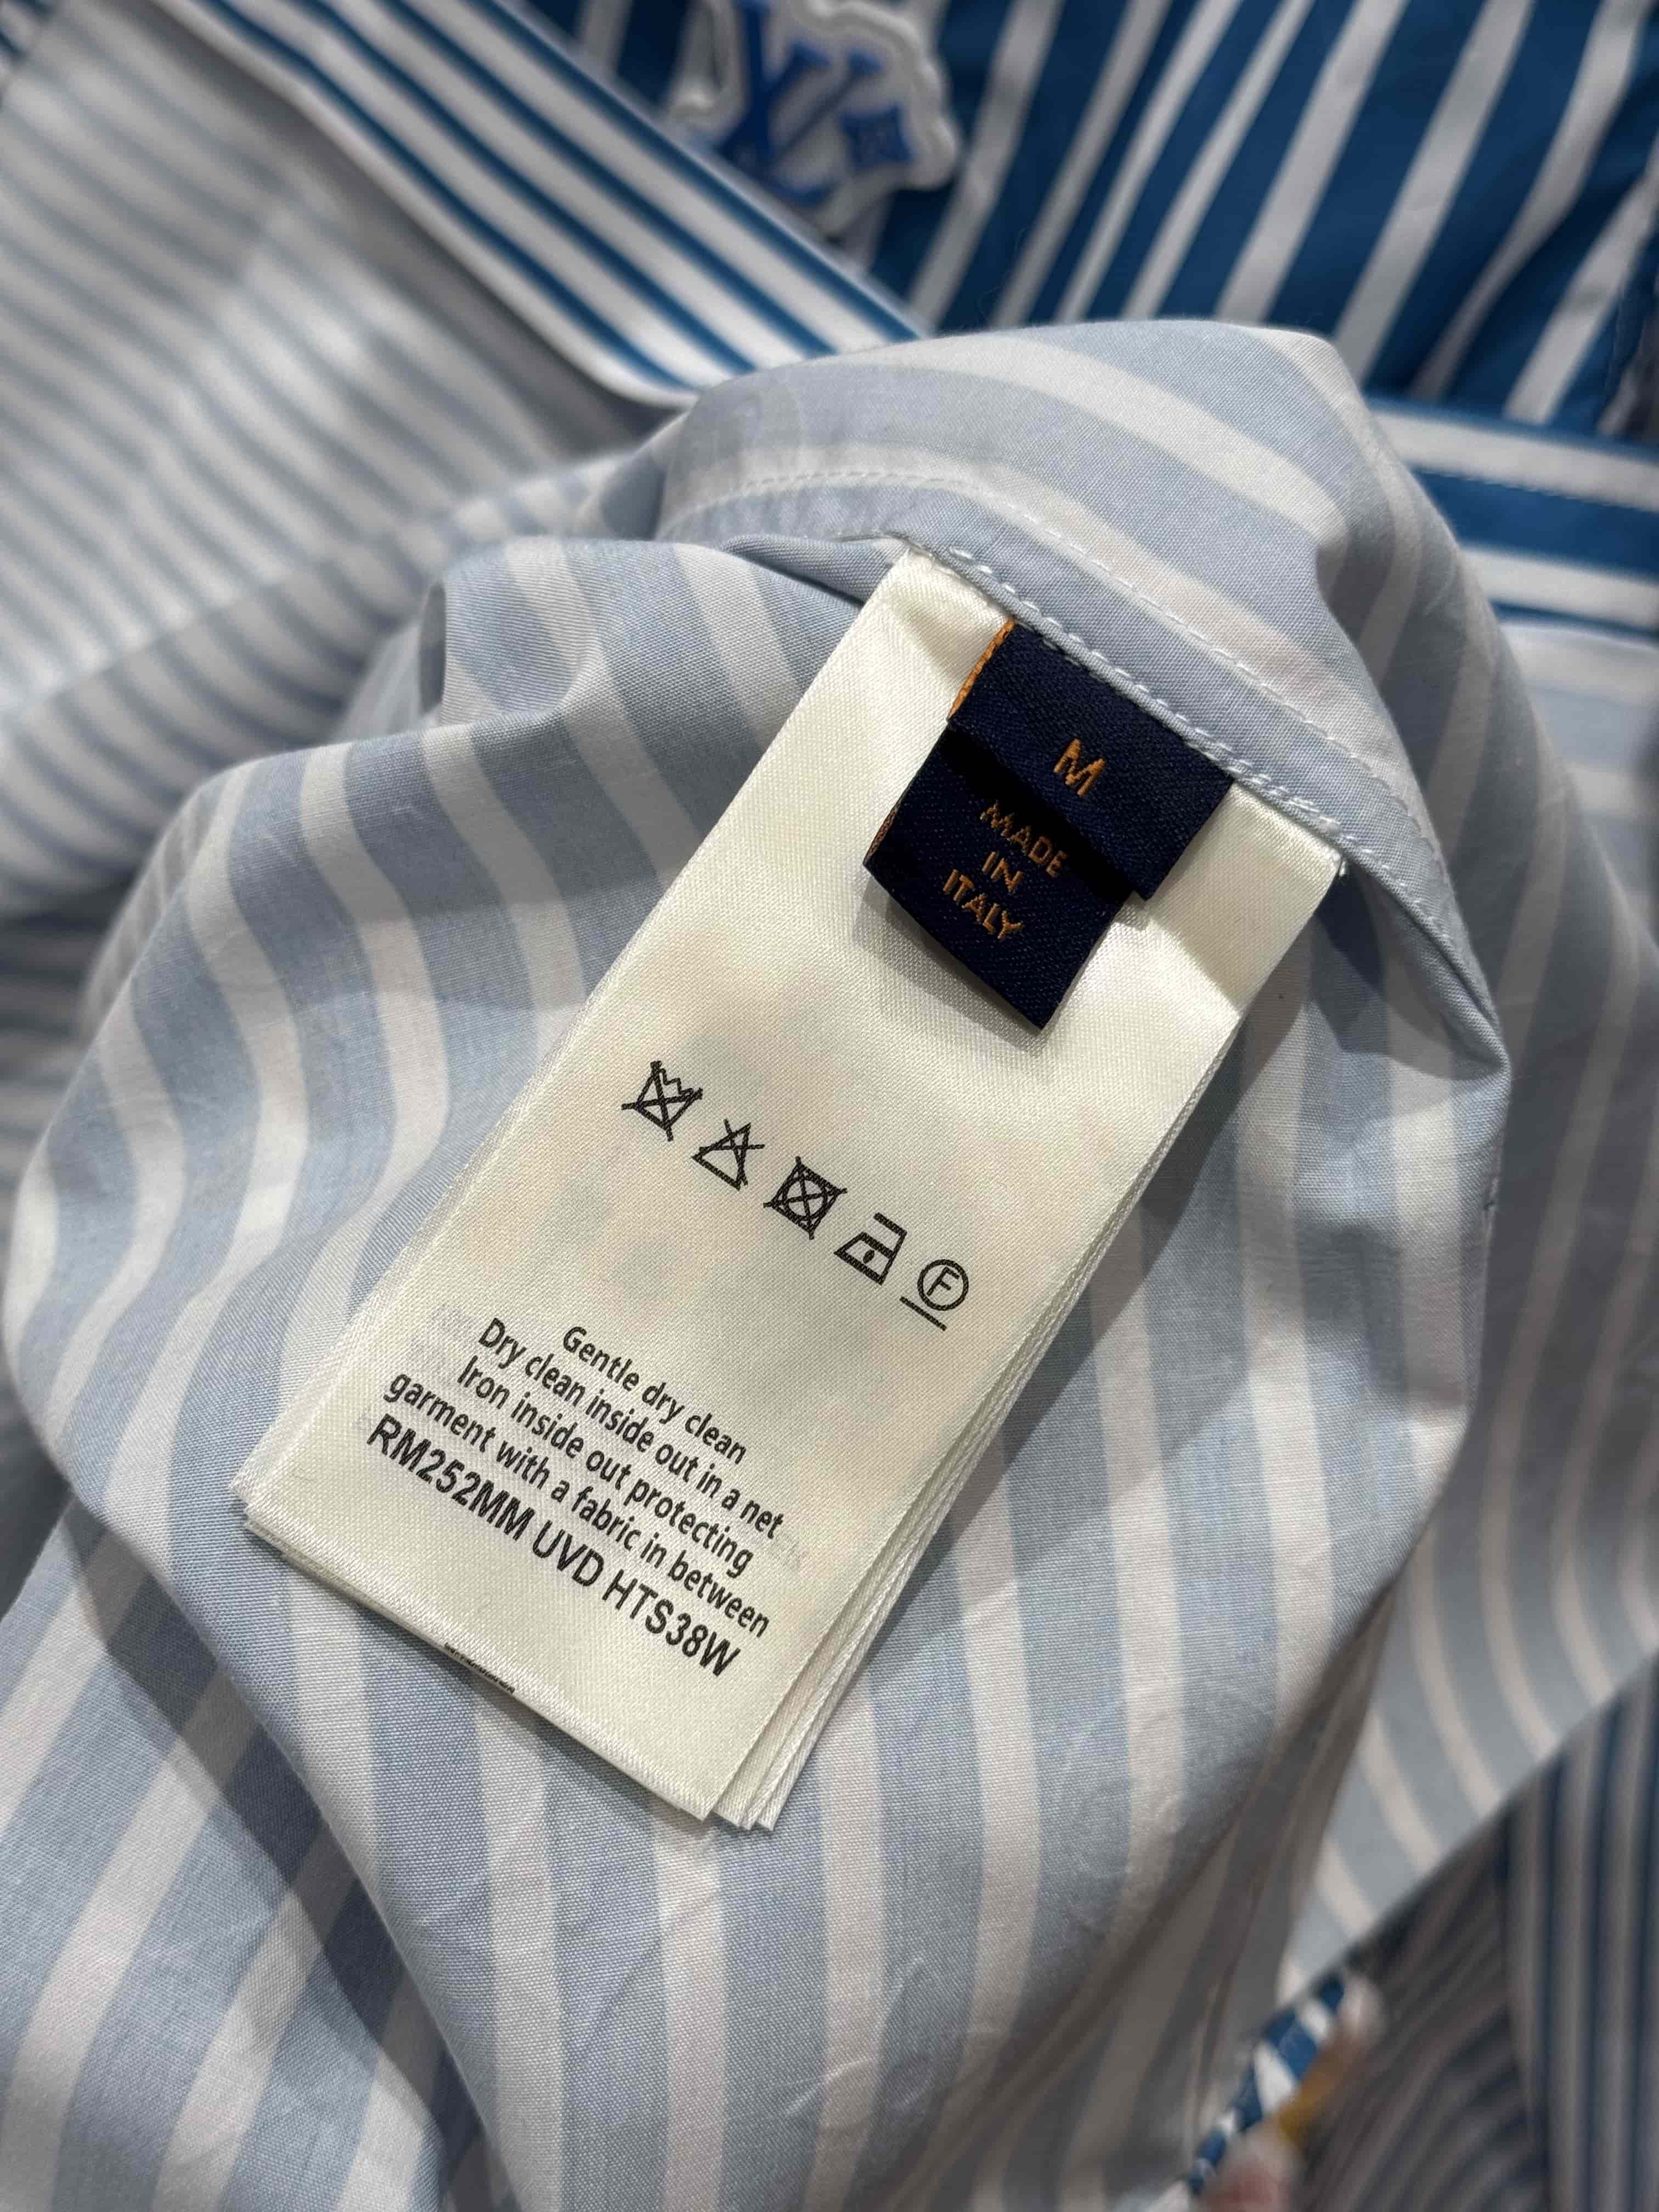 M
MADE
IN
ITALY
F
Gentle dry clean
Dry clean inside out in a net
Iron inside out protecting
garment with a fabric in between
RM252MM UVD HTS38W